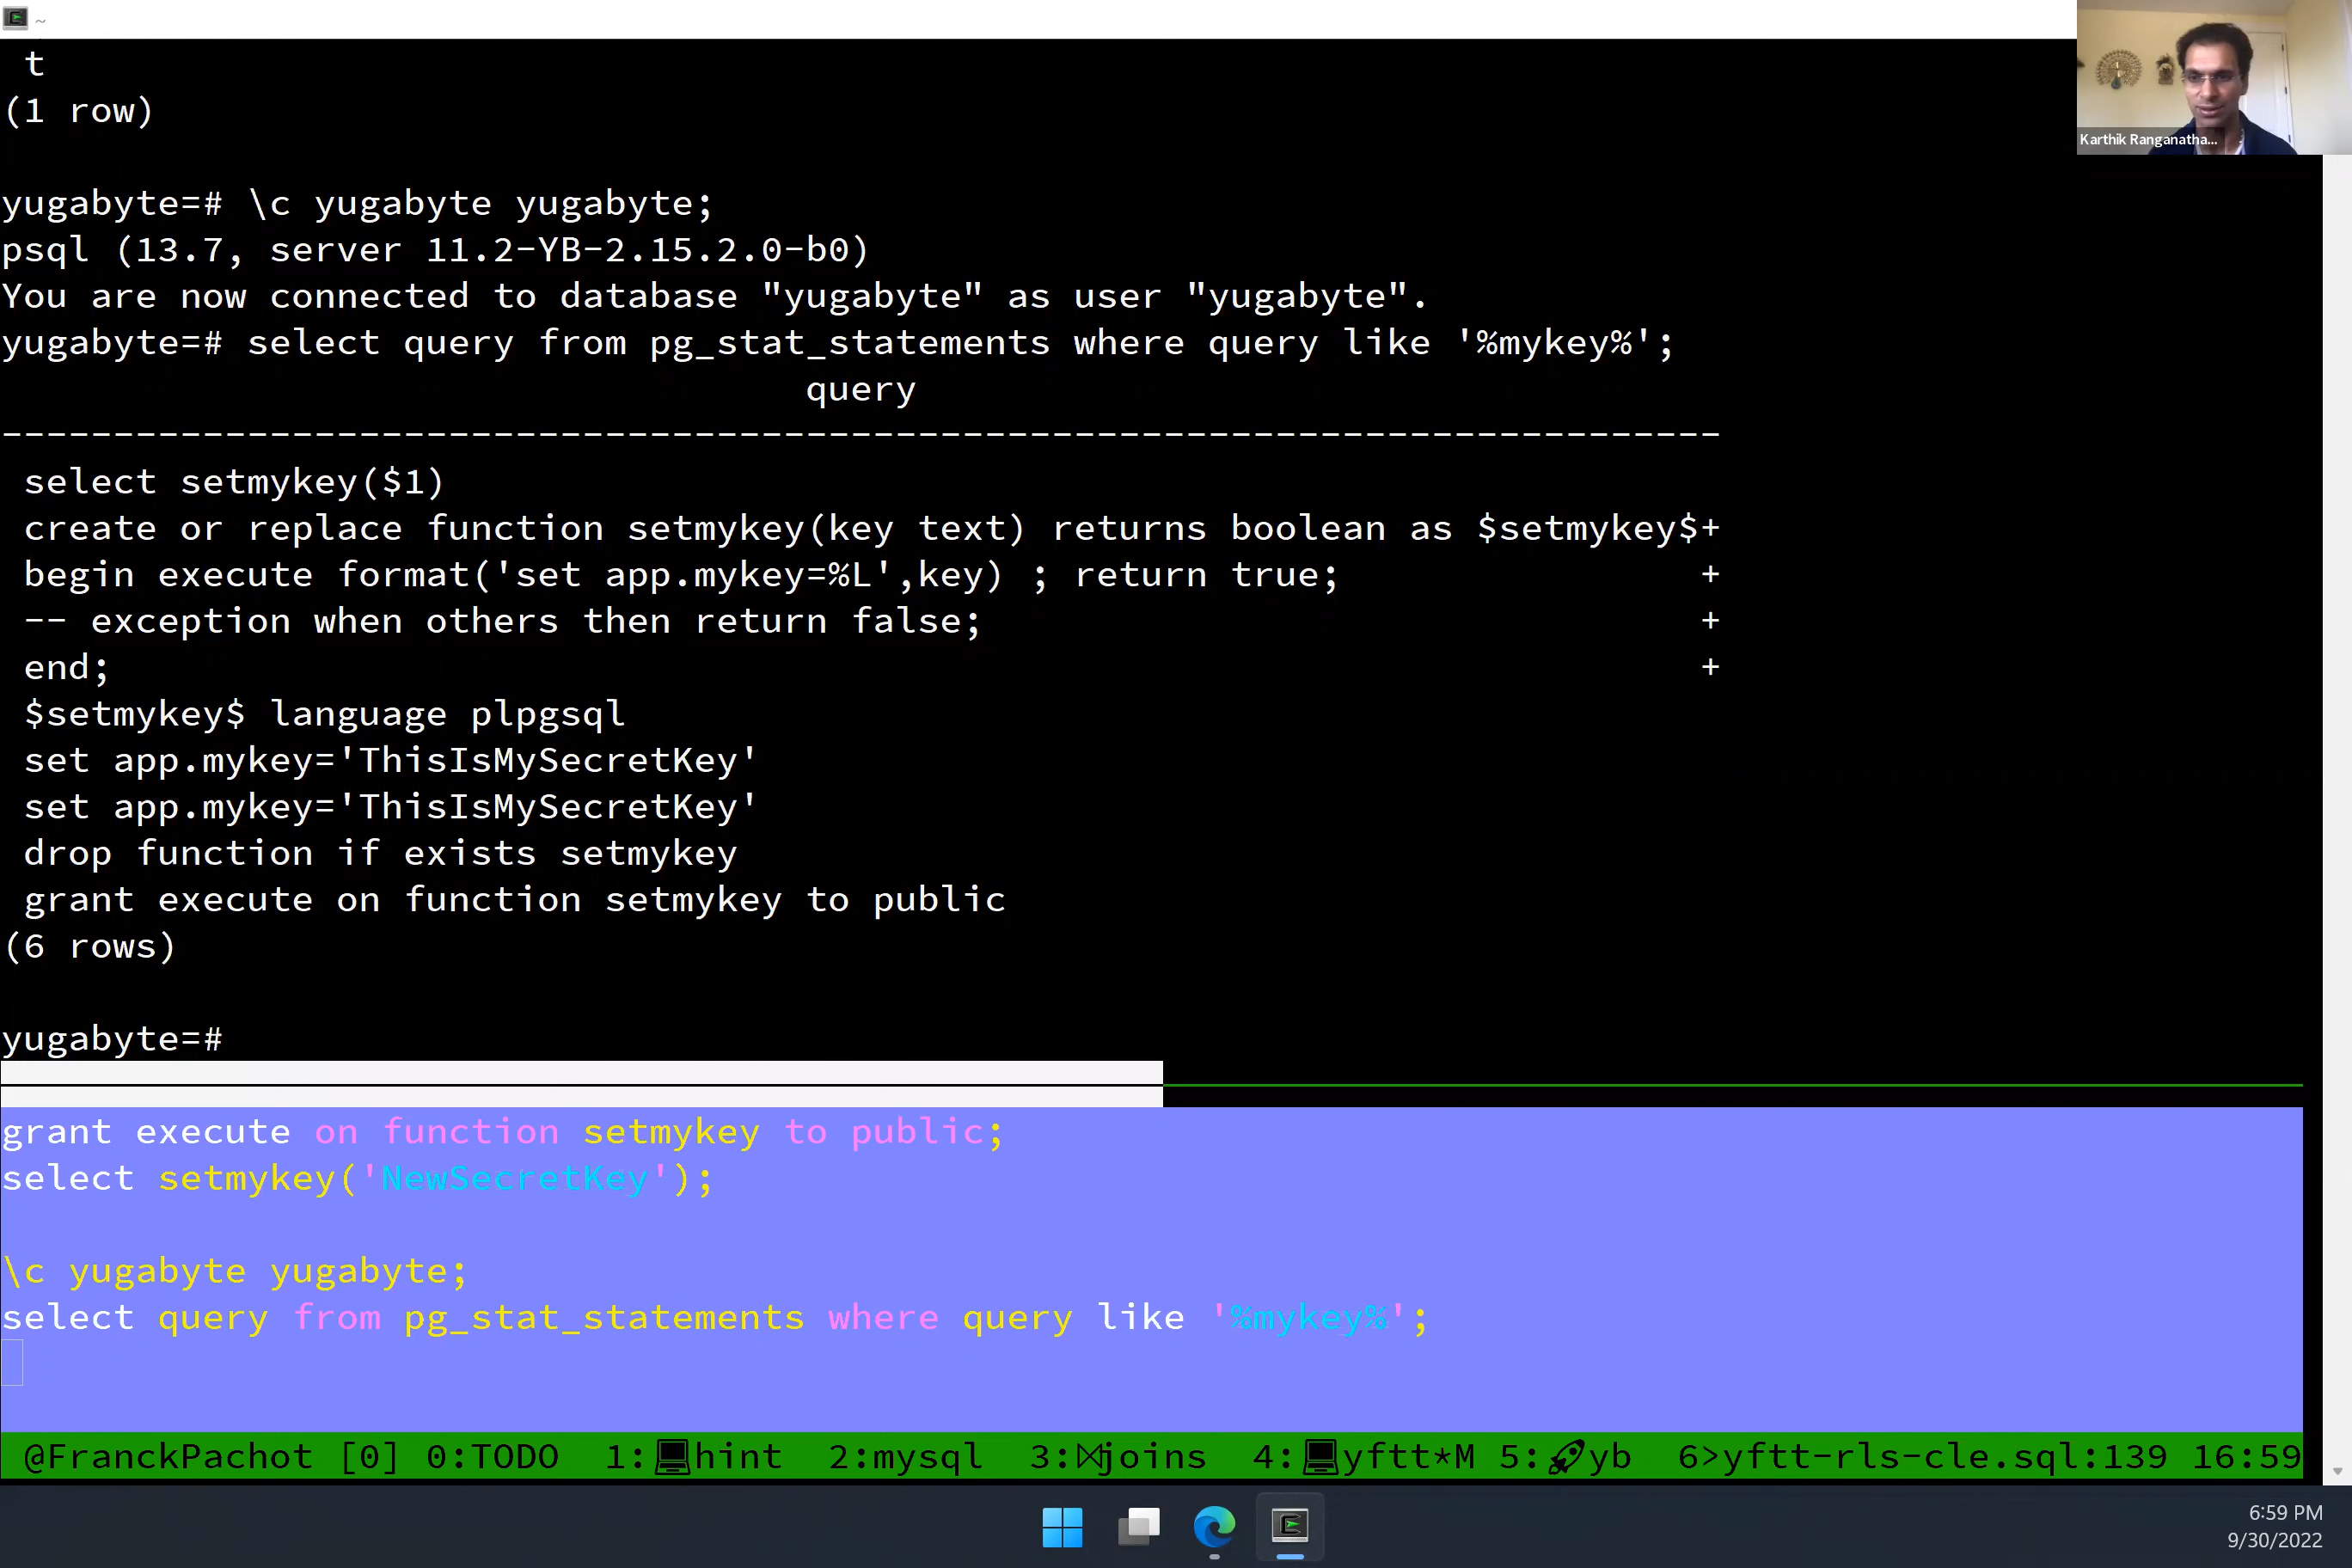 ~
t
(1 row)
Karthik Ranganatha...
yugabyte=# \c yugabyte yugabyte;
psql (13.7, server 11.2-YB-2.15.2.0-b0)
You are now connected to database "yugabyte" as user "yugabyte".
yugabyte=# select query from pg_stat_statements where query like '%mykey%';
query
-----------------------------------------------------------------------------
select setmykey($1)
create or replace function setmykey(key text) returns boolean as $setmykey$+
begin execute format('set app.mykey=%L',key) ; return true; +
-- exception when others then return false; +
end; +
$setmykey$ language plpgsql
set app.mykey='ThisIsMySecretKey'
set app.mykey='ThisIsMySecretKey'
drop function if exists setmykey
grant execute on function setmykey to public
(6 rows)
yugabyte=#
grant execute on function setmykey to public;
select setmykey('NewSecretKey');
\c yugabyte yugabyte;
select query from pg_stat_statements where query like '%mykey%';
@FranckPachot [0] 0:TODO 1:💻hint 2:mysql 3:⋈joins 4:💻yftt*M 5:🚀yb 6>yftt-rls-cle.sql:139 16:59
6:59 PM
9/30/2022